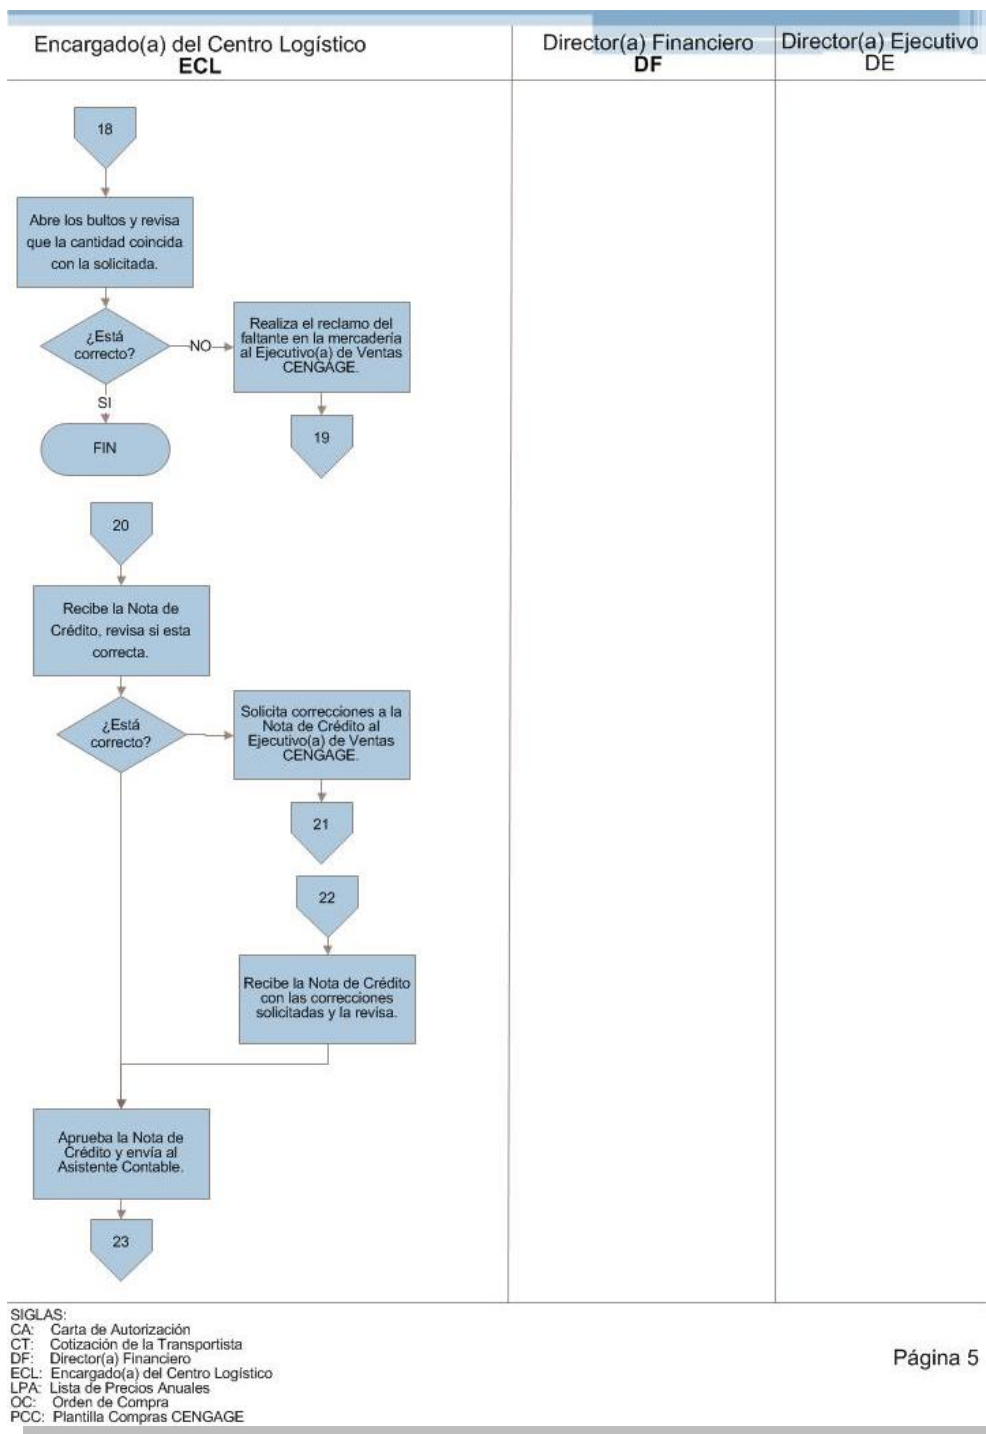 Encargado(a) del Centro Logístico
ECL
Director(a) Financiero
DF
Director(a) Ejecutivo
DE
18
Abre los bultos y revisa
que la cantidad coincida
con la solicitada.
¿Está
correcto?
NO
Realiza el reclamo del
faltante en la mercadería
al Ejecutivo(a) de Ventas
CENGAGE.
SI
FIN
19
20
Recibe la Nota de
Crédito, revisa si esta
correcta.
¿Está
correcto?
Solicita correcciones a la
Nota de Crédito al
Ejecutivo(a) de Ventas
CENGAGE.
21
22
Recibe la Nota de Crédito
con las correcciones
solicitadas y la revisa.
Aprueba la Nota de
Crédito y envía al
Asistente Contable.
23
SIGLAS:
CA: Carta de Autorización
CT: Cotización de la Transportista
DF: Director(a) Financiero
ECL: Encargado(a) del Centro Logístico
LPA: Lista de Precios Anuales
OC: Orden de Compra
PCC: Plantilla Compras CENGAGE
Página 5